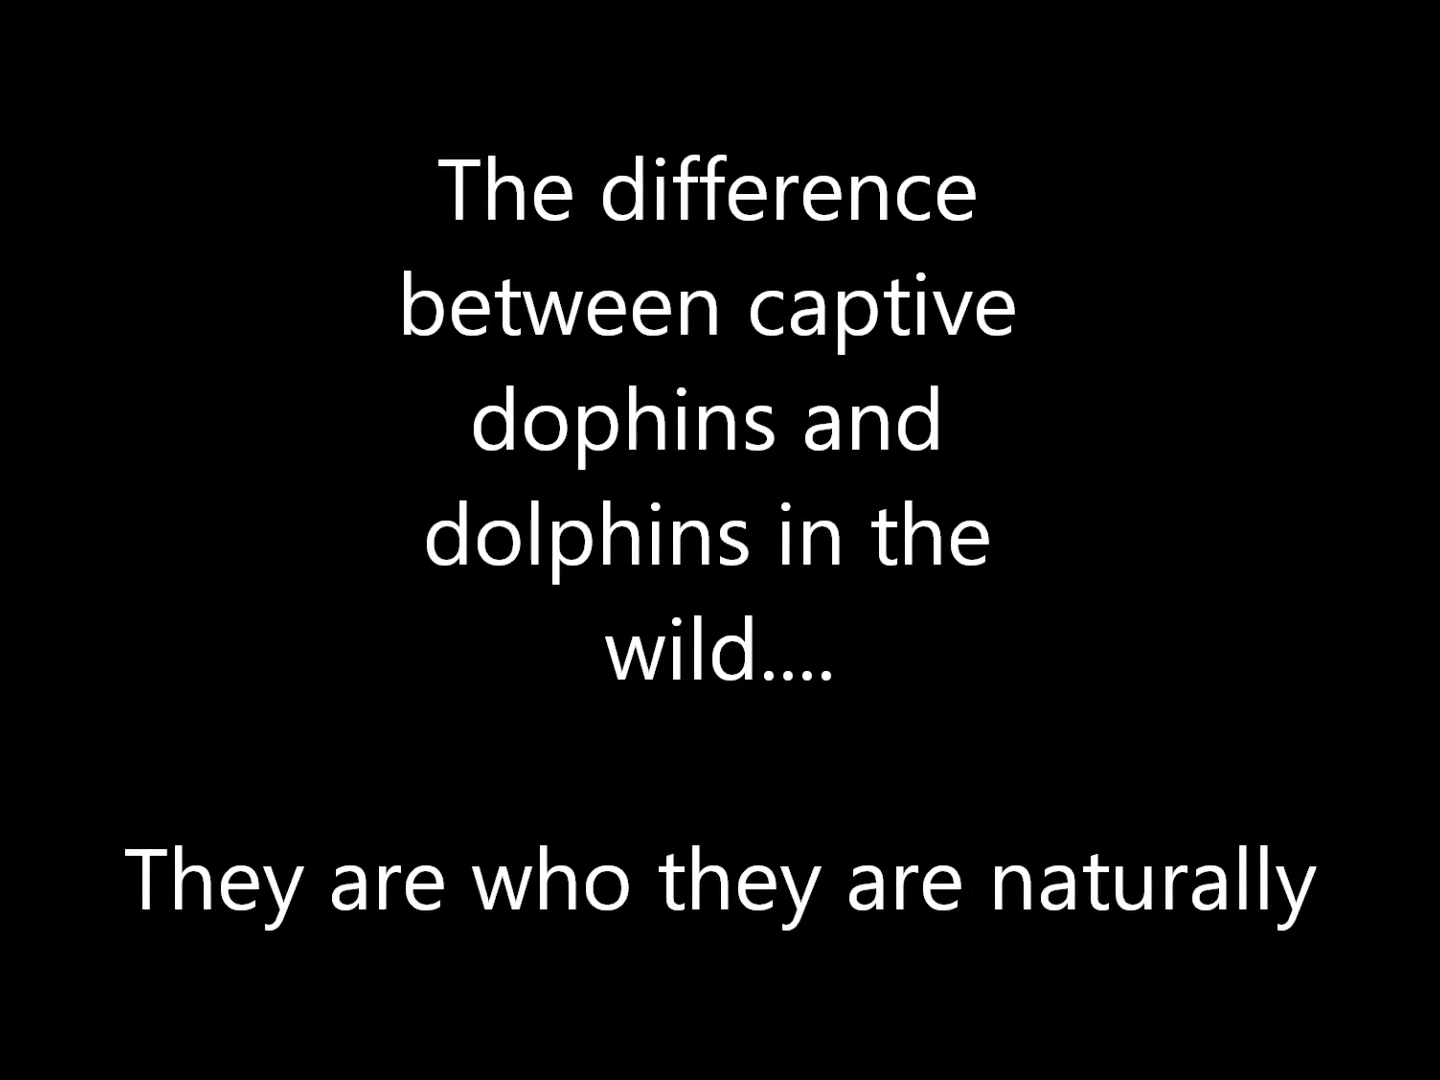 The difference
between captive
dophins and
dolphins in the
wild....
They are who they are naturally